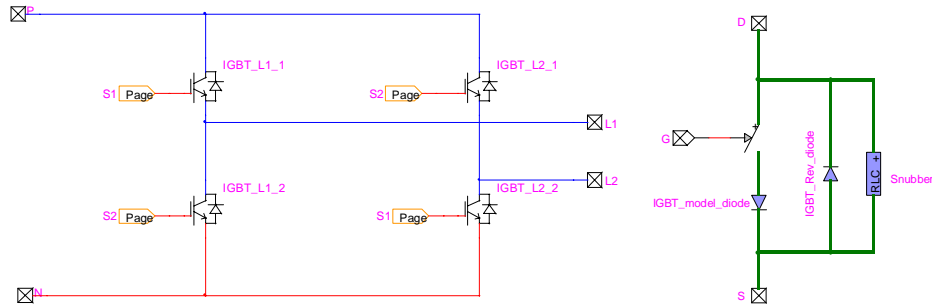 P
D
IGBT_L1_1
IGBT_L2_1
S1
Page
S2
Page
L1
G
+
IGBT_Rev_diode
RLC +
Snubber
L2
IGBT_L1_2
IGBT_L2_2
IGBT_model_diode
S2
Page
S1
Page
N
S